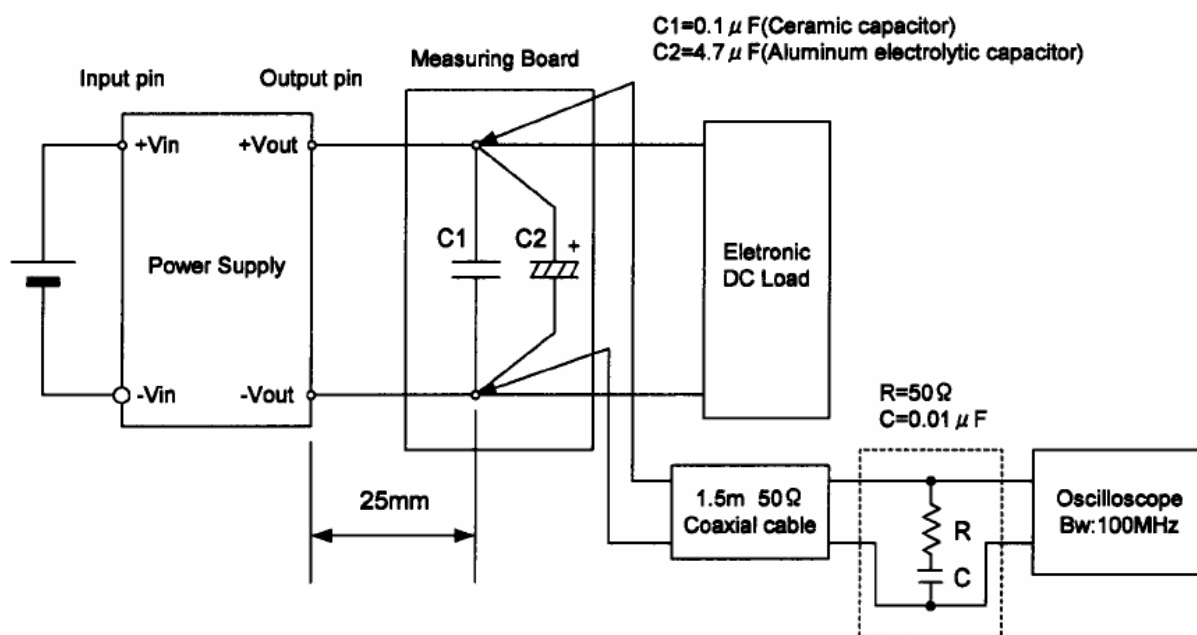 C1=0.1 μ F(Ceramic capacitor)
C2=4.7 μ F(Aluminum electrolytic capacitor)
Measuring Board
Input pin
Output pin
+Vin
+Vout
C1
C2
+
Power Supply
Eletronic
DC Load
-Vin
-Vout
R=50Ω
C=0.01 μ F
25mm
1.5m 50Ω
Coaxial cable
R
C
Oscilloscope
Bw:100MHz